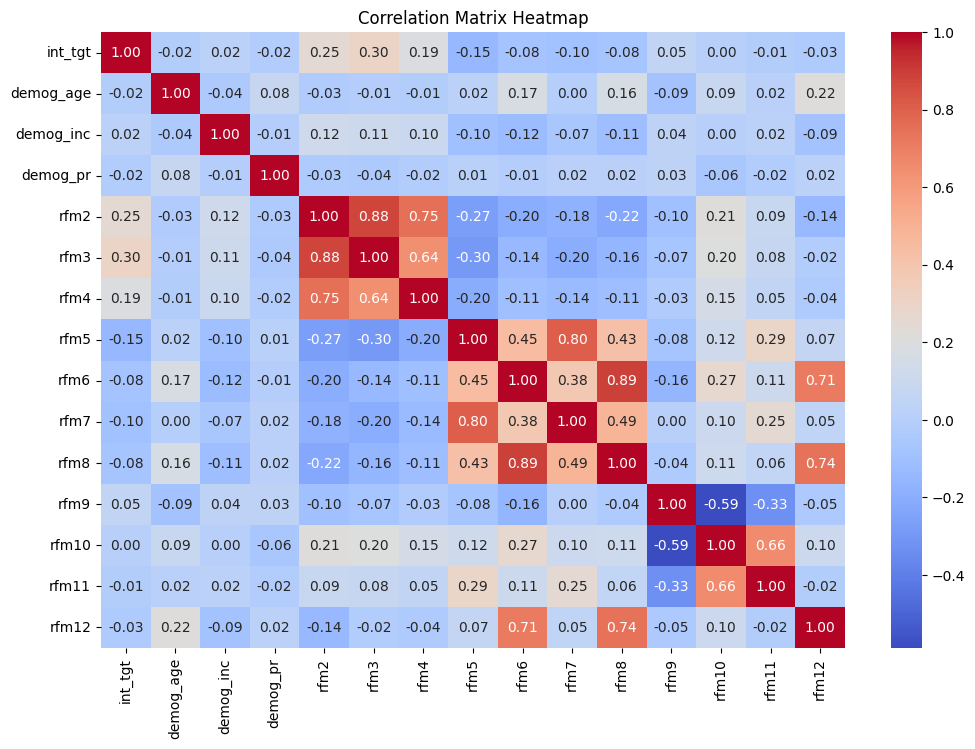 Correlation Matrix Heatmap
int_tgt 1.00 -0.02 0.02 -0.02 0.25 0.30 0.19 -0.15 -0.08 -0.10 -0.08 0.05 0.00 -0.01 -0.03
demog_age -0.02 1.00 -0.04 0.08 -0.03 -0.01 -0.01 0.02 0.17 0.00 0.16 -0.09 0.09 0.02 0.22
demog_inc 0.02 -0.04 1.00 -0.01 0.12 0.11 0.10 -0.10 -0.12 -0.07 -0.11 0.04 0.00 0.02 -0.09
demog_pr -0.02 0.08 -0.01 1.00 -0.03 -0.04 -0.02 0.01 -0.01 0.02 0.02 0.03 -0.06 -0.02 0.02
rfm2 0.25 -0.03 0.12 -0.03 1.00 0.88 0.75 -0.27 -0.20 -0.18 -0.22 -0.10 0.21 0.09 -0.14
rfm3 0.30 -0.01 0.11 -0.04 0.88 1.00 0.64 -0.30 -0.14 -0.20 -0.16 -0.07 0.20 0.08 -0.02
rfm4 0.19 -0.01 0.10 -0.02 0.75 0.64 1.00 -0.20 -0.11 -0.14 -0.11 -0.03 0.15 0.05 -0.04
rfm5 -0.15 0.02 -0.10 0.01 -0.27 -0.30 -0.20 1.00 0.45 0.80 0.43 -0.08 0.12 0.29 0.07
rfm6 -0.08 0.17 -0.12 -0.01 -0.20 -0.14 -0.11 0.45 1.00 0.38 0.89 -0.16 0.27 0.11 0.71
rfm7 -0.10 0.00 -0.07 0.02 -0.18 -0.20 -0.14 0.80 0.38 1.00 0.49 0.00 0.10 0.25 0.05
rfm8 -0.08 0.16 -0.11 0.02 -0.22 -0.16 -0.11 0.43 0.89 0.49 1.00 -0.04 0.11 0.06 0.74
rfm9 0.05 -0.09 0.04 0.03 -0.10 -0.07 -0.03 -0.08 -0.16 0.00 -0.04 1.00 -0.59 -0.33 -0.05
rfm10 0.00 0.09 0.00 -0.06 0.21 0.20 0.15 0.12 0.27 0.10 0.11 -0.59 1.00 0.66 0.10
rfm11 -0.01 0.02 0.02 -0.02 0.09 0.08 0.05 0.29 0.11 0.25 0.06 -0.33 0.66 1.00 -0.02
rfm12 -0.03 0.22 -0.09 0.02 -0.14 -0.02 -0.04 0.07 0.71 0.05 0.74 -0.05 0.10 -0.02 1.00
int_tgt demog_age demog_inc demog_pr rfm2 rfm3 rfm4 rfm5 rfm6 rfm7 rfm8 rfm9 rfm10 rfm11 rfm12
1.0
0.8
0.6
0.4
0.2
0.0
−0.2
−0.4